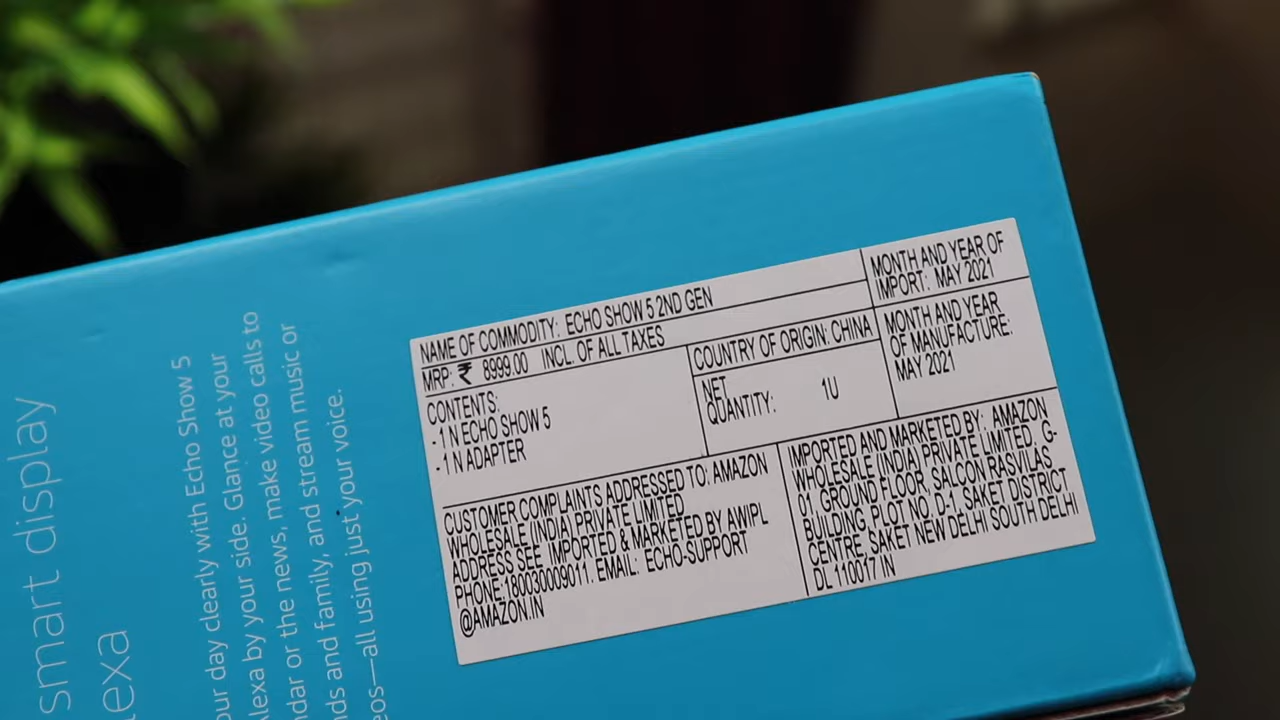 smart display
lexa
our day clearly with Echo Show 5
lexa by your side. Glance at your
ndar or the news, make video calls to
nds and family, and stream music or
eos—all using just your voice.
NAME OF COMMODITY: ECHO SHOW 5 2ND GEN
MRP: ₹ 8999.00 INCL. OF ALL TAXES
MONTH AND YEAR OF
IMPORT: MAY 2021
CONTENTS:
- 1 N ECHO SHOW 5
- 1 N ADAPTER
COUNTRY OF ORIGIN: CHINA
NET
QUANTITY: 1U
MONTH AND YEAR
OF MANUFACTURE:
MAY 2021
CUSTOMER COMPLAINTS ADDRESSED TO: AMAZON
WHOLESALE (INDIA) PRIVATE LIMITED
ADDRESS SEE IMPORTED & MARKETED BY AWIPL
PHONE:180030009011. EMAIL: ECHO-SUPPORT
@AMAZON.IN
IMPORTED AND MARKETED BY: AMAZON
WHOLESALE (INDIA) PRIVATE LIMITED, G-
01, GROUND FLOOR, SALCON RASVILAS
BUILDING, PLOT NO. D-1, SAKET DISTRICT
CENTRE, SAKET NEW DELHI SOUTH DELHI
DL 110017 IN